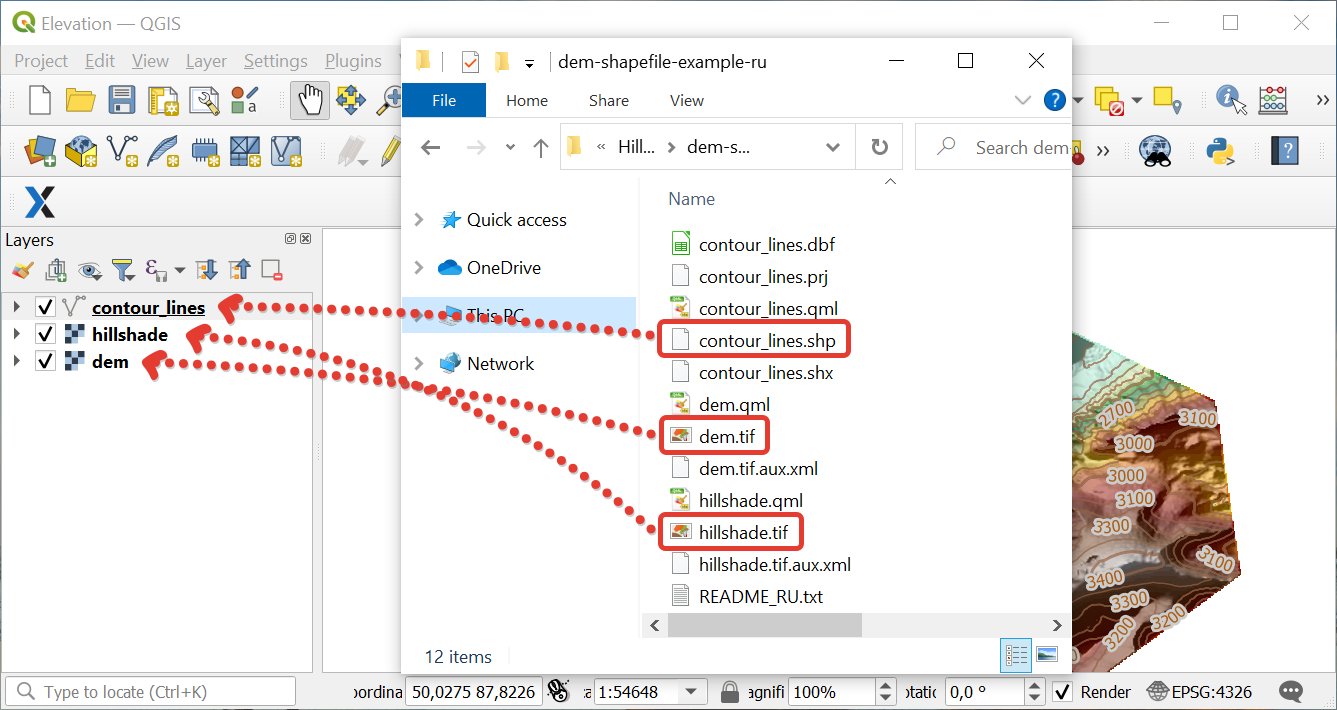 Elevation — QGIS
Project Edit View Layer Settings Plugins
dem-shapefile-example-ru
File Home Share View
Hill... dem-s... Search dem
Quick access
OneDrive
This PC
Network
Name
contour_lines.dbf
contour_lines.prj
contour_lines.qml
contour_lines.shp
contour_lines.shx
dem.qml
dem.tif
dem.tif.aux.xml
hillshade.qml
hillshade.tif
hillshade.tif.aux.xml
README_RU.txt
12 items
Layers
contour_lines
hillshade
dem
2700
3100
3000
3000
3100
3300
3100
3400
3300
3200
3200
Type to locate (Ctrl+K) oordina 50,0275 87,8226 1:54648 agnifi 100% otatic 0,0 ° Render EPSG:4326